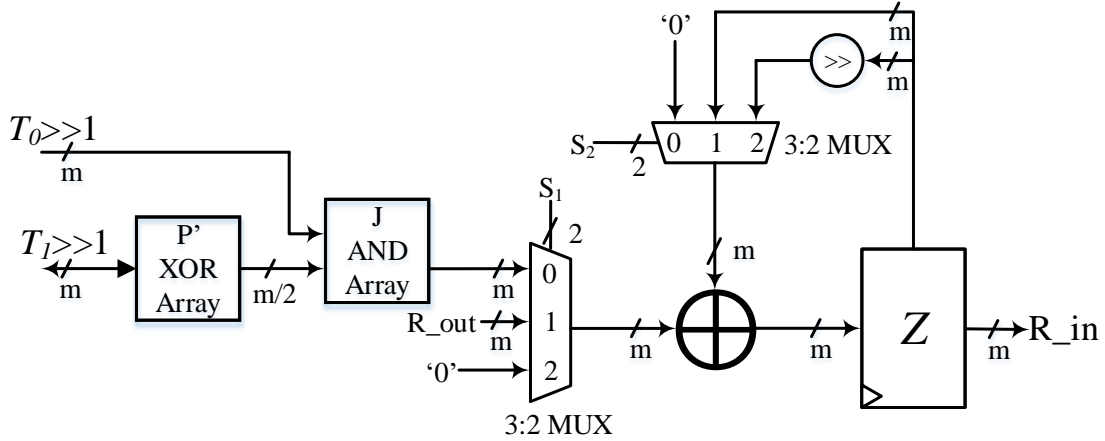 '0'
m
>>
m
T0>>1
m
S2
2
0 1 2
3:2 MUX
S1
2
T1>>1
m
P'
XOR
Array
m/2
J
AND
Array
m
0
R_out
m
1
'0'
2
3:2 MUX
m
m
m
Z
m
R_in